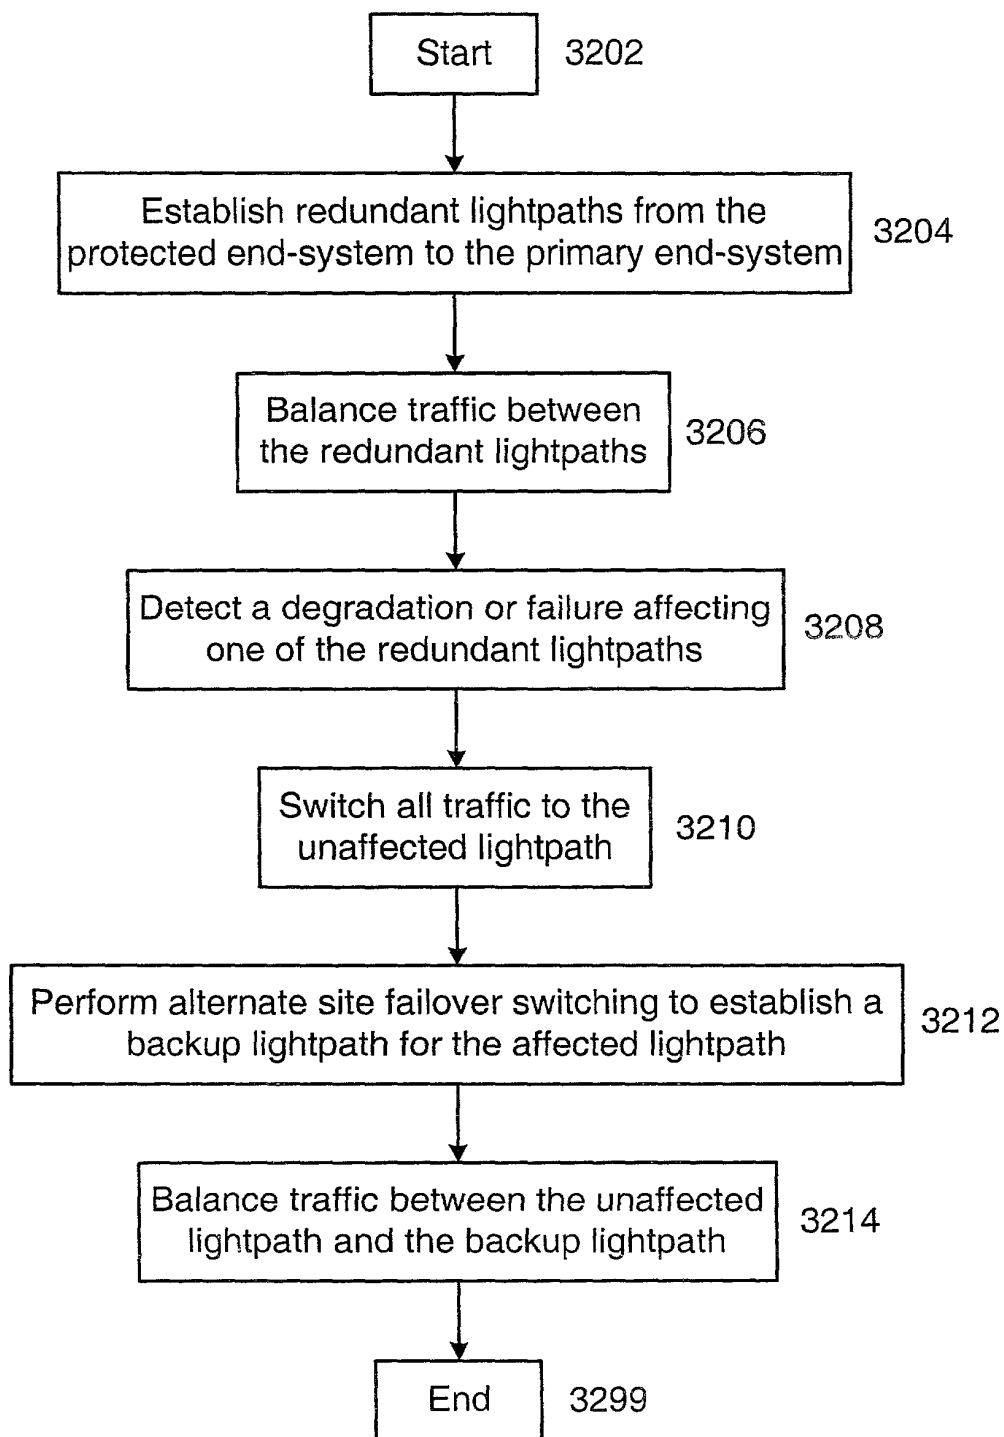 Start
3202
Establish redundant lightpaths from the
protected end-system to the primary end-system
3204
Balance traffic between
the redundant lightpaths
3206
Detect a degradation or failure affecting
one of the redundant lightpaths
3208
Switch all traffic to the
unaffected lightpath
3210
Perform alternate site failover switching to establish a
backup lightpath for the affected lightpath
3212
Balance traffic between the unaffected
lightpath and the backup lightpath
3214
End
3299